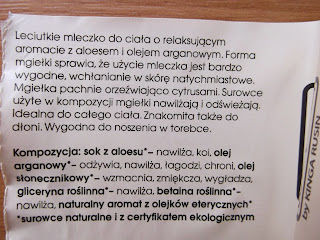 Leciutkie mleczko do ciała o relaksującym
aromacie z aloesem i olejem arganowym. Forma
mgiełki sprawia, że użycie mleczka jest bardzo
wygodne, wchłanianie w skórę natychmiastowe.
Mgiełka pachnie orzeźwiająco cytrusami. Surowce
użyte w kompozycji mgiełki nawilżają i odświeżają.
Idealna do całego ciała. Znakomita także do
dłoni. Wygodna do noszenia w torebce.
Kompozycja: sok z aloesu*– nawilża, koi, olej
arganowy*– odżywia, nawilża, łagodzi, chroni, olej
słonecznikowy*– wzmacnia, zmiękcza, wygładza,
gliceryna roślinna*– nawilża, betaina roślinna*–
nawilża, naturalny aromat z olejków eterycznych*
*surowce naturalne i z certyfikatem ekologicznym
by KINGA RUSIN